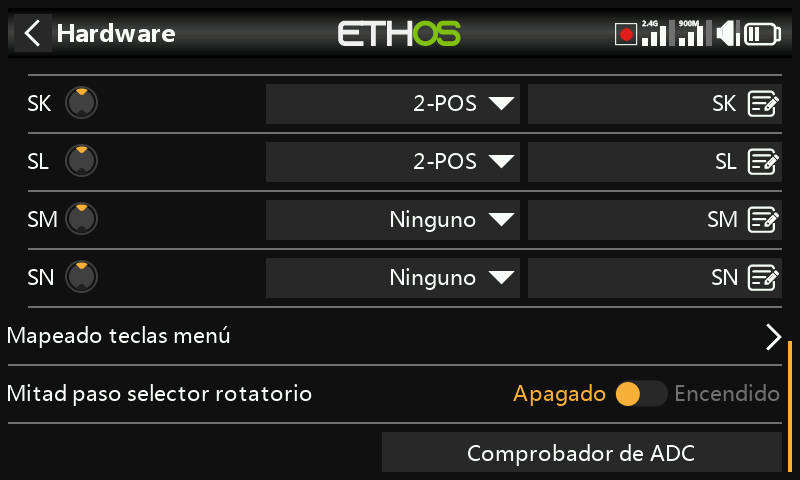 Hardware
ETHOS
2.4G 900M
SK 2-POS SK
SL 2-POS SL
SM Ninguno SM
SN Ninguno SN
Mapeado teclas menú
Mitad paso selector rotatorio Apagado Encendido
Comprobador de ADC